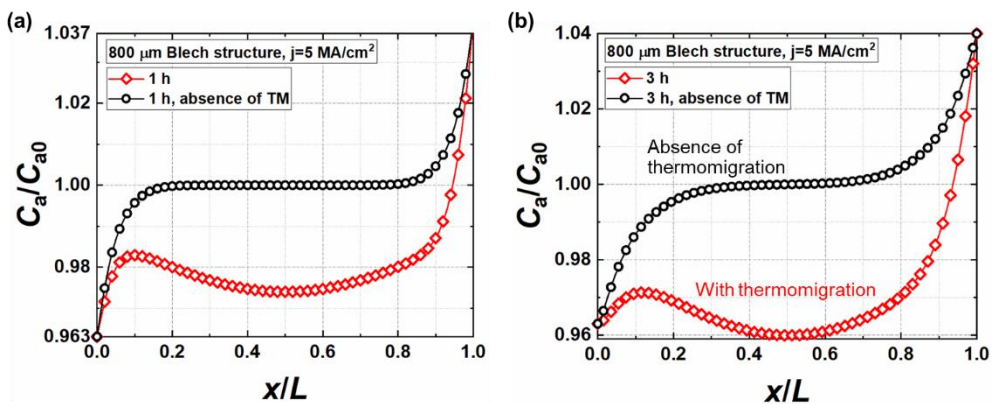 (a)
1.037
1.02
1.00
0.98
0.963
Ca/Ca0
800 μm Blech structure, j=5 MA/cm²
1 h
1 h, absence of TM
0.0 0.2 0.4 0.6 0.8 1.0
x/L
(b)
1.04
1.02
1.00
0.98
0.96
Ca/Ca0
800 μm Blech structure, j=5 MA/cm²
3 h
3 h, absence of TM
Absence of
thermomigration
With thermomigration
0.0 0.2 0.4 0.6 0.8 1.0
x/L